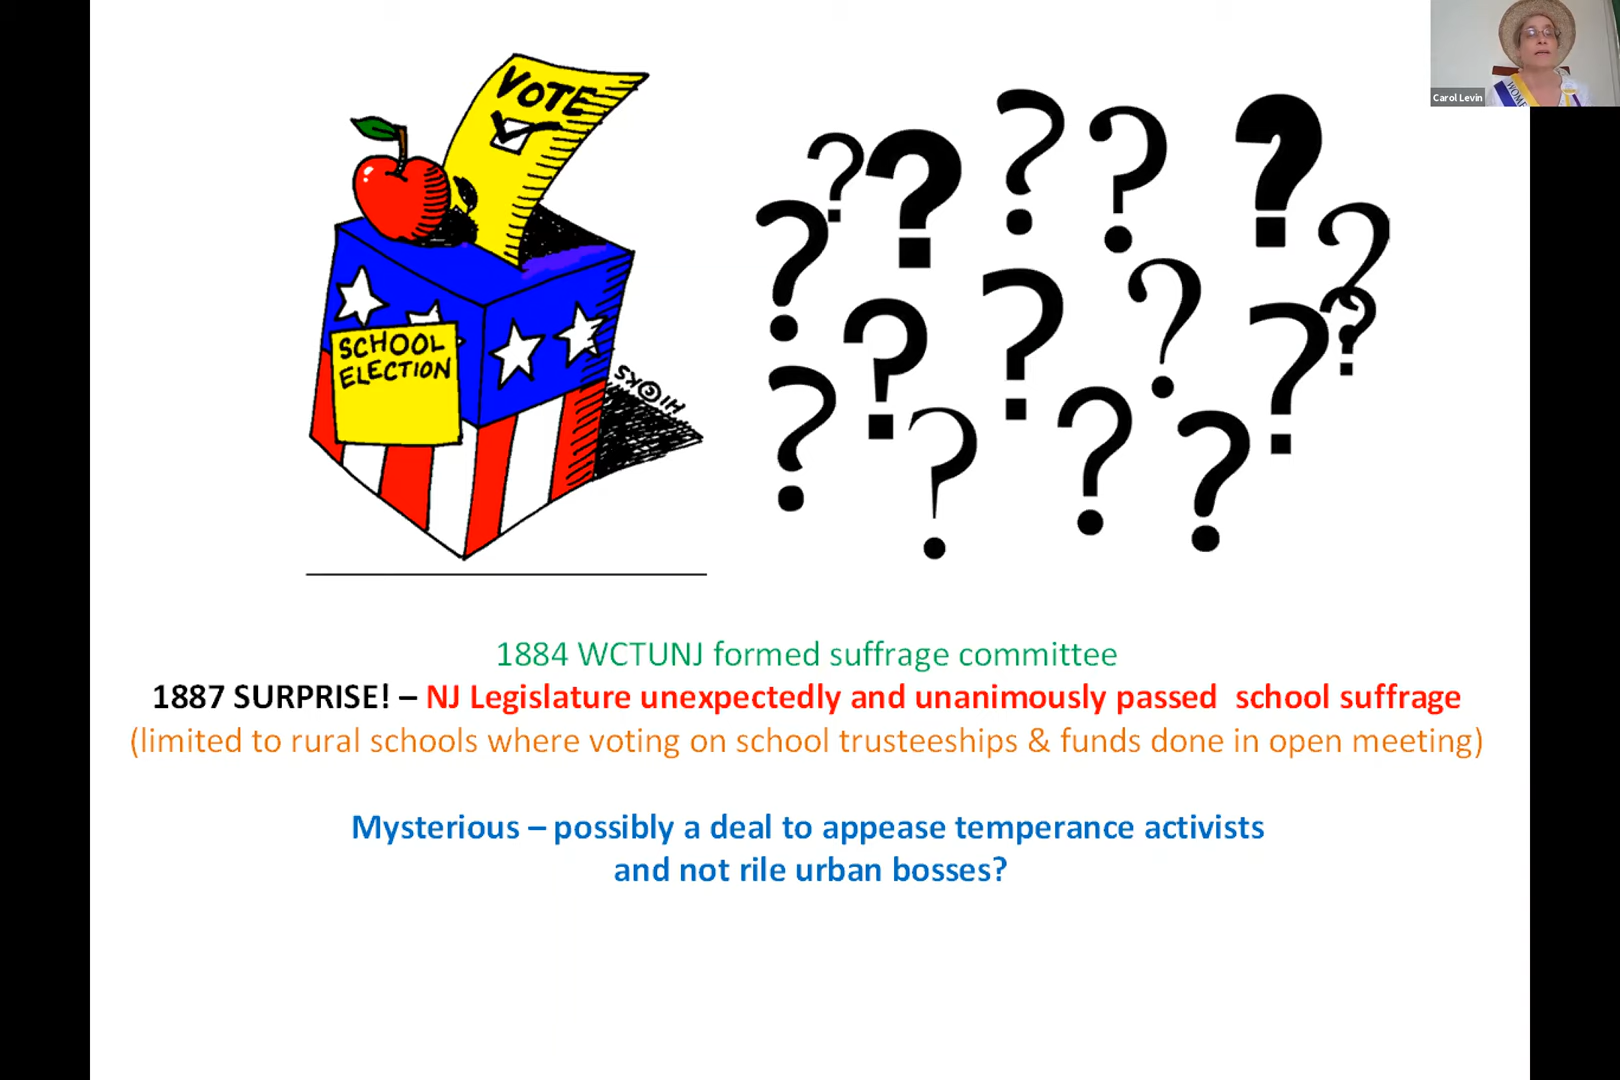 VOTE
SCHOOL
ELECTION
Carol Levin
WOME
? ? ? ? ? ? ? ? ? ? ? ? ? ? ? ? ?
1884 WCTUNJ formed suffrage committee
1887 SURPRISE! – NJ Legislature unexpectedly and unanimously passed school suffrage
(limited to rural schools where voting on school trusteeships & funds done in open meeting)
Mysterious – possibly a deal to appease temperance activists
and not rile urban bosses?